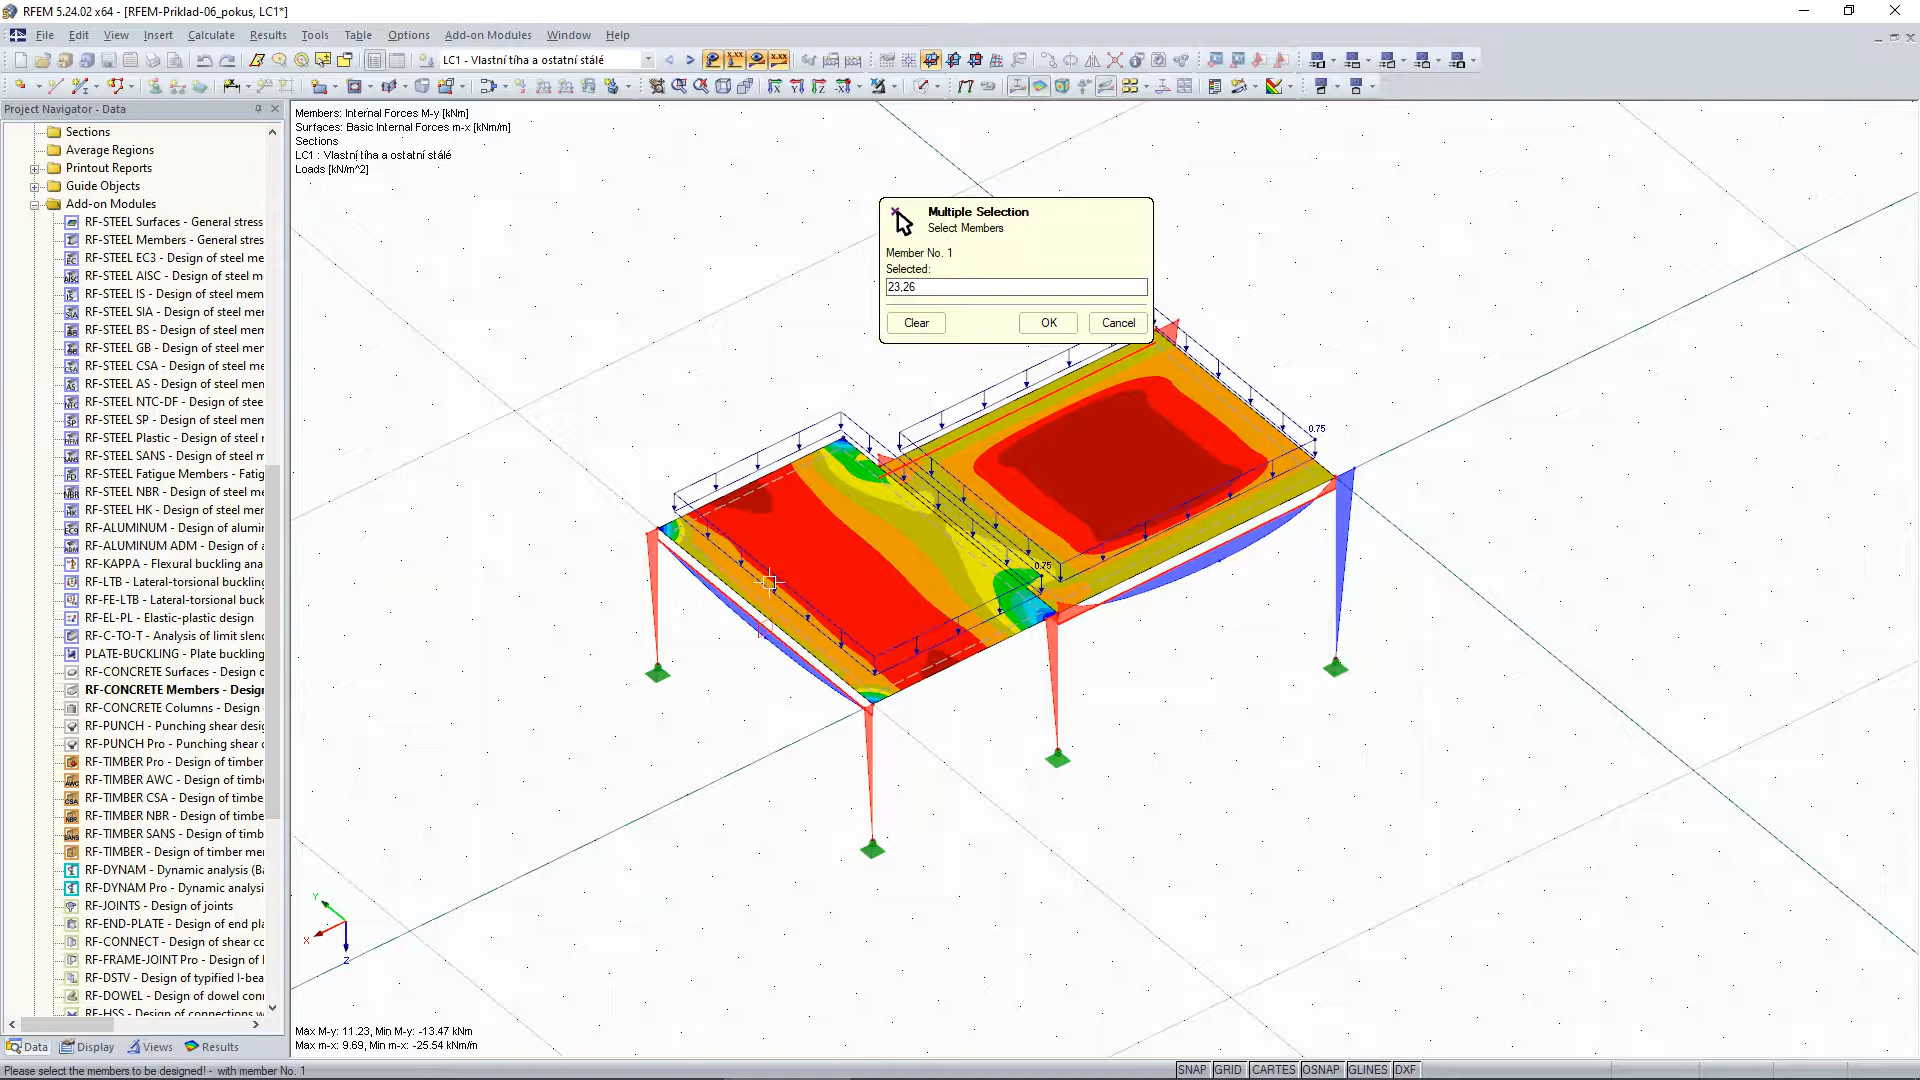 RFEM 5.24.02 x64 - [RFEM-Priklad-06_pokus, LC1*]
File Edit View Insert Calculate Results Tools Table Options Add-on Modules Window Help
LC1 - Vlastní tíha a ostatní stálé
Project Navigator - Data
Sections
Average Regions
Printout Reports
Guide Objects
Add-on Modules
RF-STEEL Surfaces - General stress
RF-STEEL Members - General stres
RF-STEEL EC3 - Design of steel me
RF-STEEL AISC - Design of steel m
RF-STEEL IS - Design of steel mem
RF-STEEL SIA - Design of steel mer
RF-STEEL BS - Design of steel mer
RF-STEEL GB - Design of steel mer
RF-STEEL CSA - Design of steel me
RF-STEEL AS - Design of steel men
RF-STEEL NTC-DF - Design of stee
RF-STEEL SP - Design of steel mem
RF-STEEL Plastic - Design of steel r
RF-STEEL SANS - Design of steel m
RF-STEEL Fatigue Members - Fatig
RF-STEEL NBR - Design of steel me
RF-STEEL HK - Design of steel mer
RF-ALUMINUM - Design of alumir
RF-ALUMINUM ADM - Design of a
RF-KAPPA - Flexural buckling ana
RF-LTB - Lateral-torsional buckling
RF-FE-LTB - Lateral-torsional buck
RF-EL-PL - Elastic-plastic design
RF-C-TO-T - Analysis of limit slend
PLATE-BUCKLING - Plate buckling
RF-CONCRETE Surfaces - Design o
RF-CONCRETE Members - Design
RF-CONCRETE Columns - Design
RF-PUNCH - Punching shear desig
RF-PUNCH Pro - Punching shear d
RF-TIMBER Pro - Design of timber
RF-TIMBER AWC - Design of timbe
RF-TIMBER CSA - Design of timbe
RF-TIMBER NBR - Design of timbe
RF-TIMBER SANS - Design of timb
RF-TIMBER - Design of timber mer
RF-DYNAM - Dynamic analysis (Ba
RF-DYNAM Pro - Dynamic analysi
RF-JOINTS - Design of joints
RF-END-PLATE - Design of end pla
RF-CONNECT - Design of shear cc
RF-FRAME-JOINT Pro - Design of I
RF-DSTV - Design of typified I-bea
RF-DOWEL - Design of dowel conn
RF-HSS - Design of connections w
Data Display Views Results
Members: Internal Forces M-y [kNm]
Surfaces: Basic Internal Forces m-x [kNm/m]
Sections
LC1 : Vlastní tíha a ostatní stálé
Loads [kN/m^2]
Multiple Selection
Select Members
Member No. 1
Selected:
23,26
Clear OK Cancel
0.75
0.75
Y
X
Z
Max M-y: 11.23, Min M-y: -13.47 kNm
Max m-x: 9.69, Min m-x: -25.54 kNm/m
Please select the members to be designed! - with member No. 1
SNAP GRID CARTES OSNAP GLINES DXF